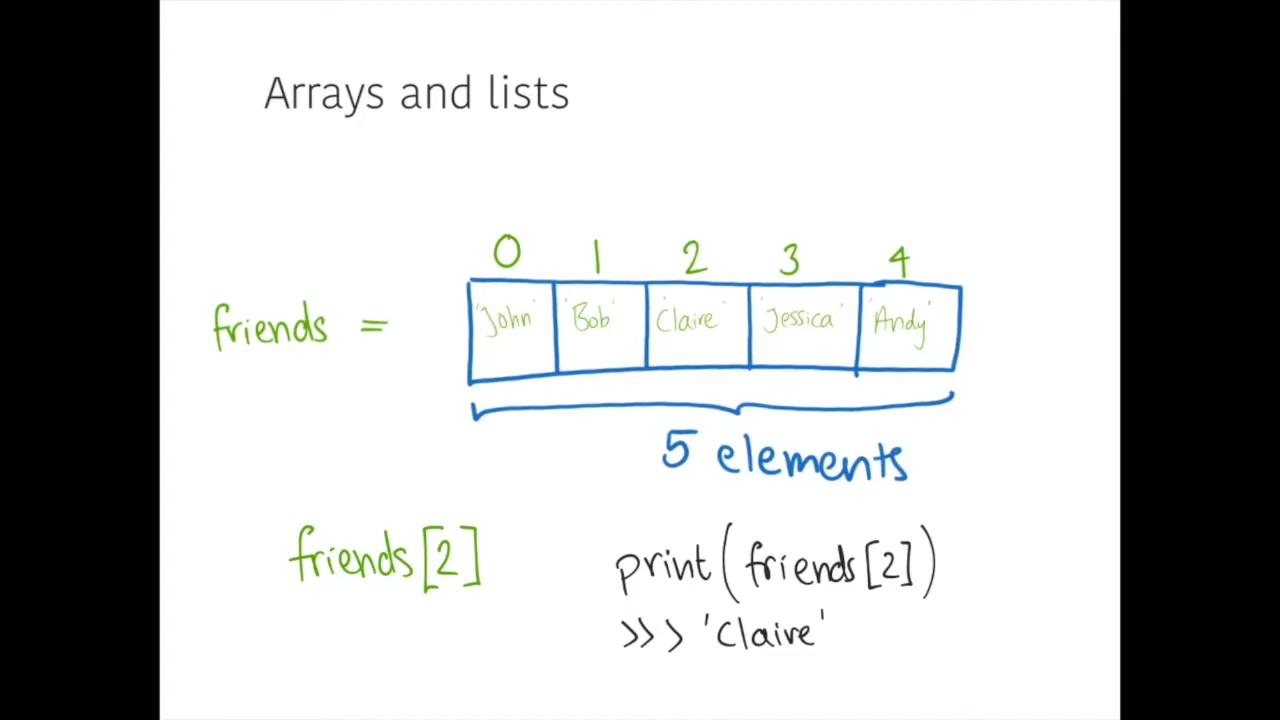 Arrays and lists
0 1 2 3 4
friends = 'John' 'Bob' 'Claire' 'Jessica' 'Andy'
5 elements
friends[2] print(friends[2])
>>> 'Claire'